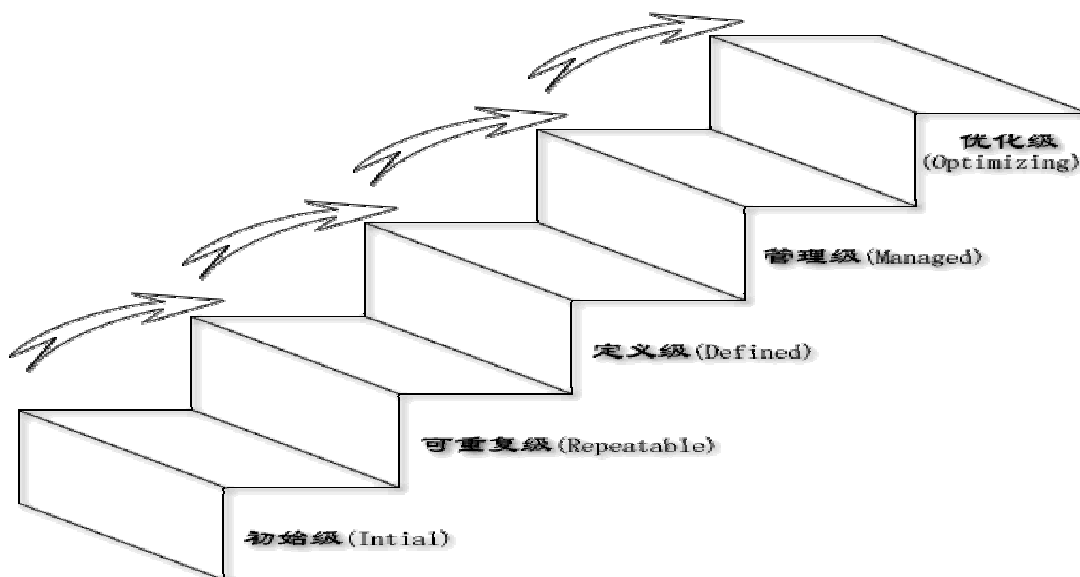 优化级
(Optimizing)
管理级(Managed)
定义级(Defined)
可重复级(Repeatable)
初始级(Intial)